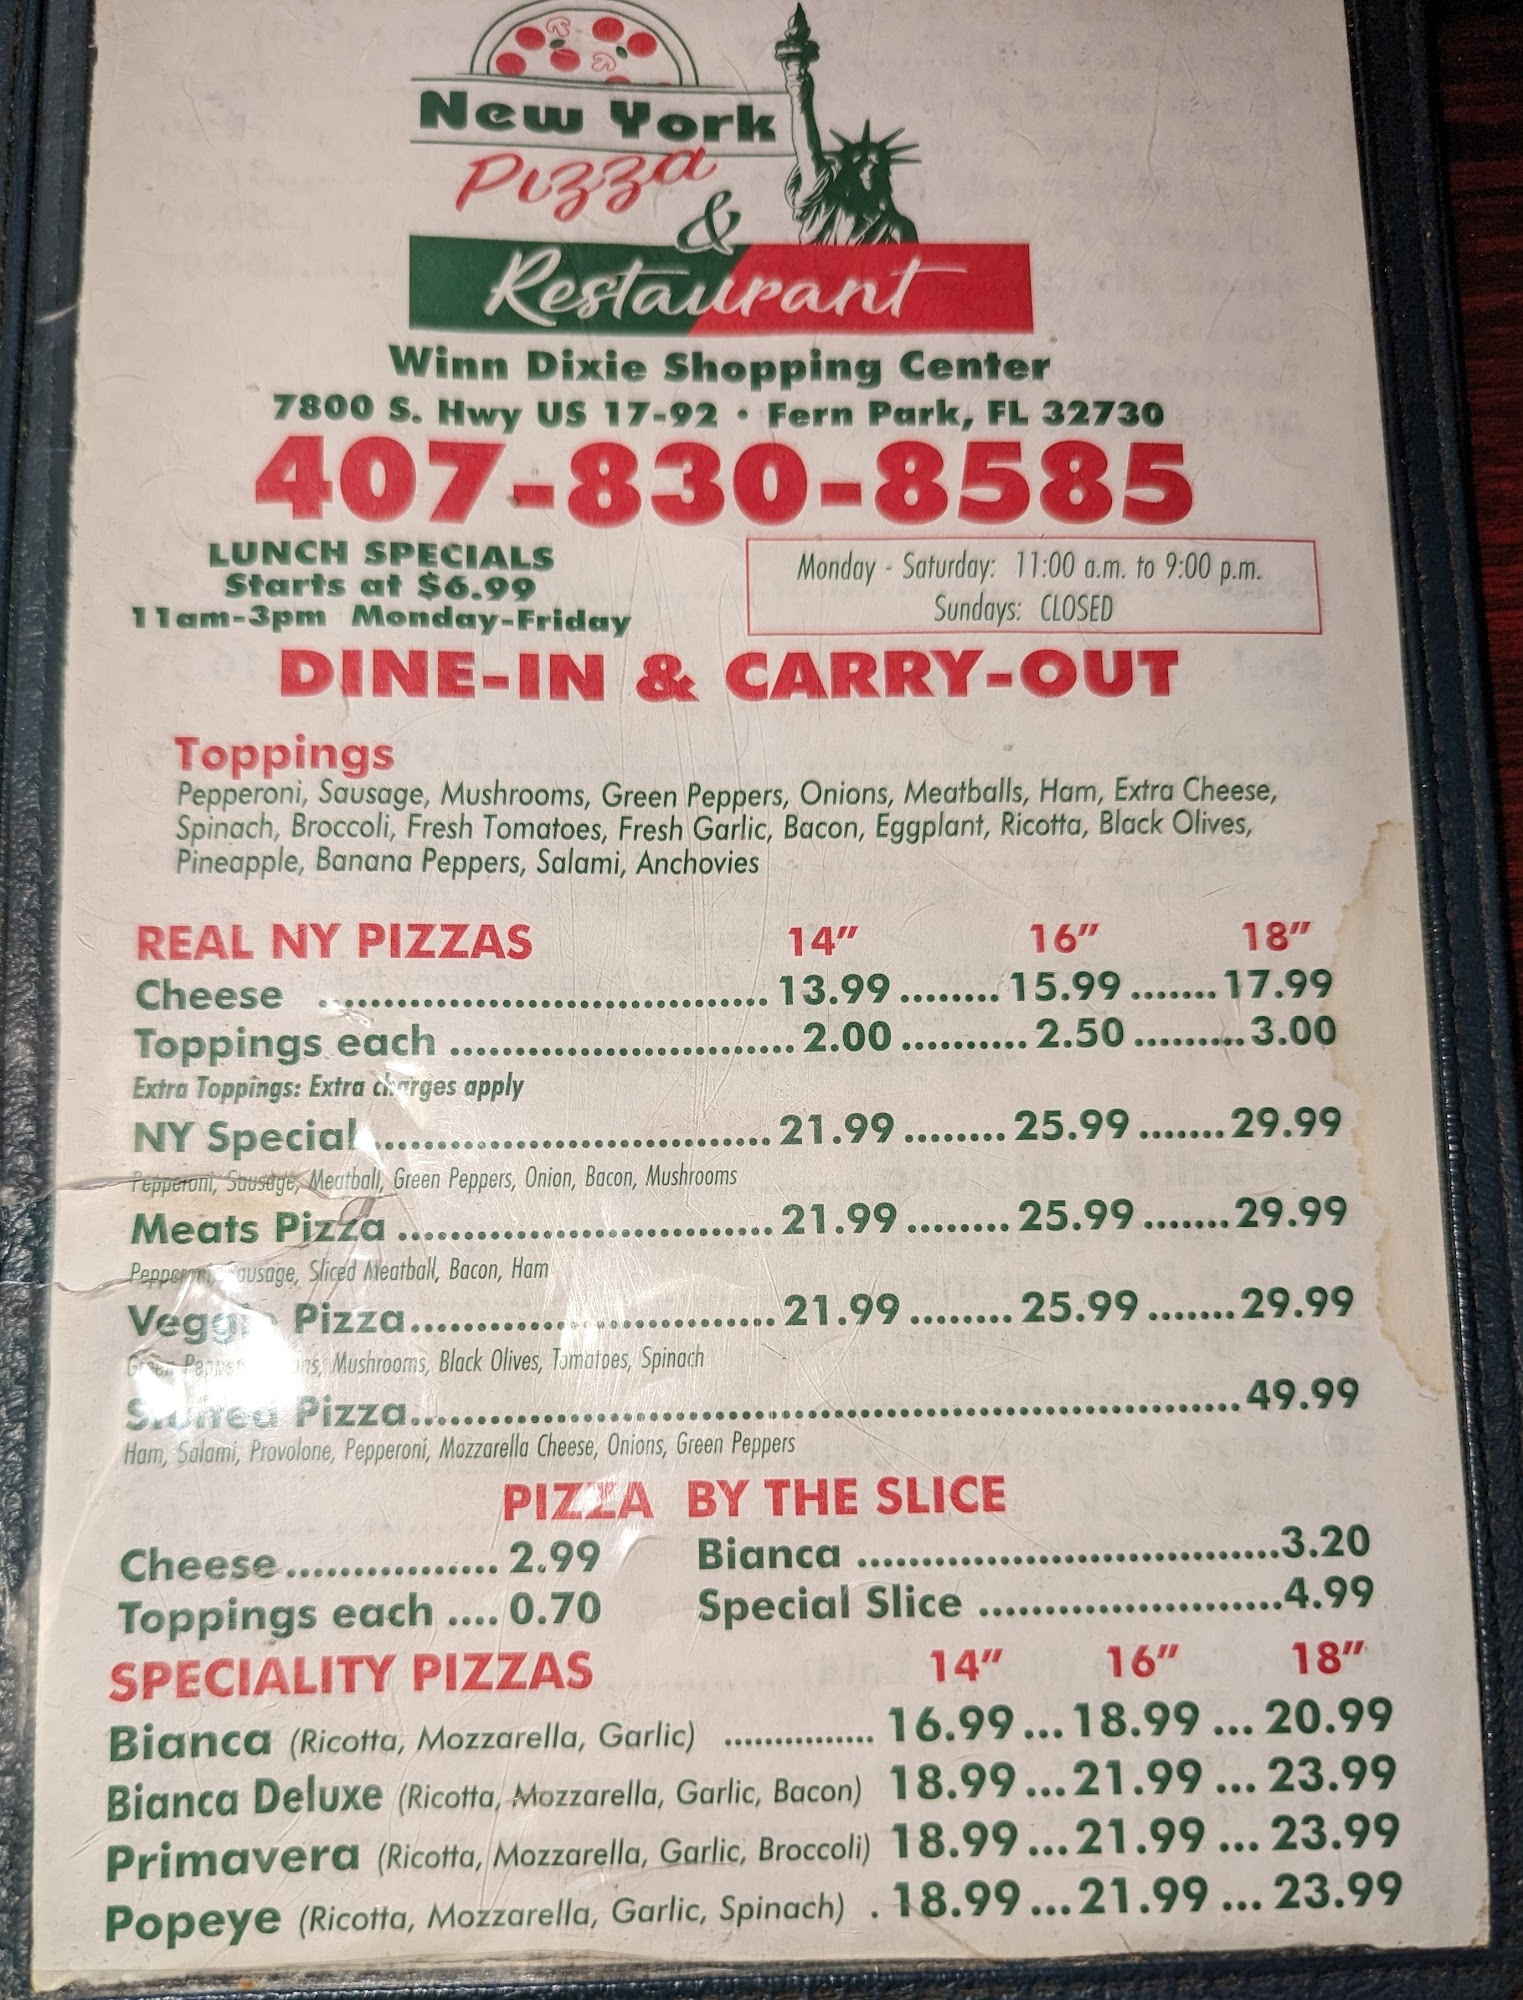 New York
Pizza
&
Restaurant
Winn Dixie Shopping Center
7800 S. Hwy US 17-92 • Fern Park, FL 32730
407-830-8585
LUNCH SPECIALS
Starts at $6.99
11am-3pm Monday-Friday
Monday - Saturday: 11:00 a.m. to 9:00 p.m.
Sundays: CLOSED
DINE-IN & CARRY-OUT
Toppings
Pepperoni, Sausage, Mushrooms, Green Peppers, Onions, Meatballs, Ham, Extra Cheese,
Spinach, Broccoli, Fresh Tomatoes, Fresh Garlic, Bacon, Eggplant, Ricotta, Black Olives,
Pineapple, Banana Peppers, Salami, Anchovies
REAL NY PIZZAS 14" 16" 18"
Cheese ................................. 13.99 ........ 15.99 ....... 17.99
Toppings each ........................... 2.00 .......... 2.50 ......... 3.00
Extra Toppings: Extra charges apply
NY Special ............................... 21.99 ........ 25.99 ....... 29.99
Pepperoni, Sausage, Meatball, Green Peppers, Onion, Bacon, Mushrooms
Meats Pizza ............................. 21.99 ........ 25.99 ....... 29.99
Pepperoni, Sausage, Sliced Meatball, Bacon, Ham
Veggie Pizza............................ 21.99 ........ 25.99 ....... 29.99
Green Peppers, Onions, Mushrooms, Black Olives, Tomatoes, Spinach
Stuffed Pizza................................................................ 49.99
Ham, Salami, Provolone, Pepperoni, Mozzarella Cheese, Onions, Green Peppers
PIZZA BY THE SLICE
Cheese................ 2.99 Bianca ................................3.20
Toppings each .... 0.70 Special Slice .......................4.99
SPECIALITY PIZZAS 14" 16" 18"
Bianca (Ricotta, Mozzarella, Garlic) ............... 16.99 ... 18.99 ... 20.99
Bianca Deluxe (Ricotta, Mozzarella, Garlic, Bacon) 18.99 ... 21.99 ... 23.99
Primavera (Ricotta, Mozzarella, Garlic, Broccoli) 18.99 ... 21.99 ... 23.99
Popeye (Ricotta, Mozzarella, Garlic, Spinach) . 18.99 ... 21.99 ... 23.99